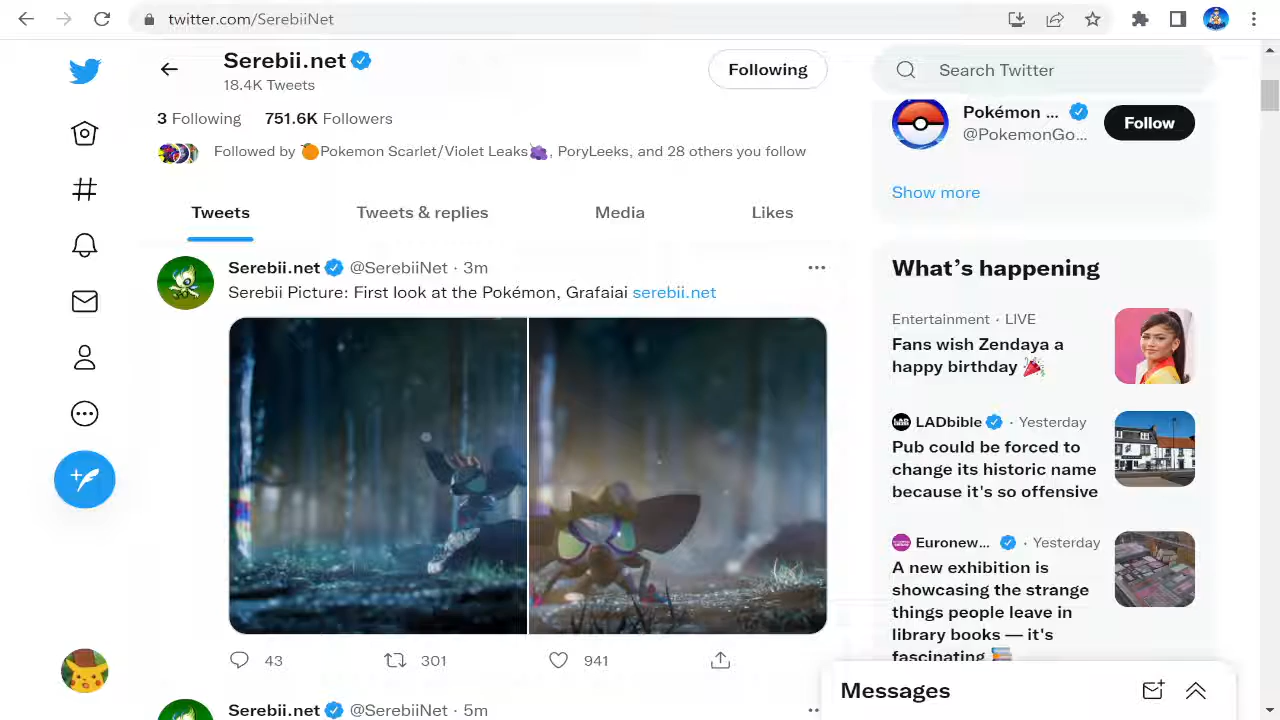 twitter.com/SerebiiNet
Serebii.net
18.4K Tweets
Following
Search Twitter
3 Following 751.6K Followers
Followed by 🍊Pokemon Scarlet/Violet Leaks🍇, PoryLeeks, and 28 others you follow
Pokémon ...
@PokemonGo...
Follow
Show more
Tweets
Tweets & replies
Media
Likes
Serebii.net @SerebiiNet · 3m
Serebii Picture: First look at the Pokémon, Grafaiai serebii.net
43
301
941
Serebii.net @SerebiiNet · 5m
What's happening
Entertainment · LIVE
Fans wish Zendaya a
happy birthday 🎉
LADbible · Yesterday
Pub could be forced to
change its historic name
because it's so offensive
Euronew... · Yesterday
A new exhibition is
showcasing the strange
things people leave in
library books — it's
fascinating 📚
Messages